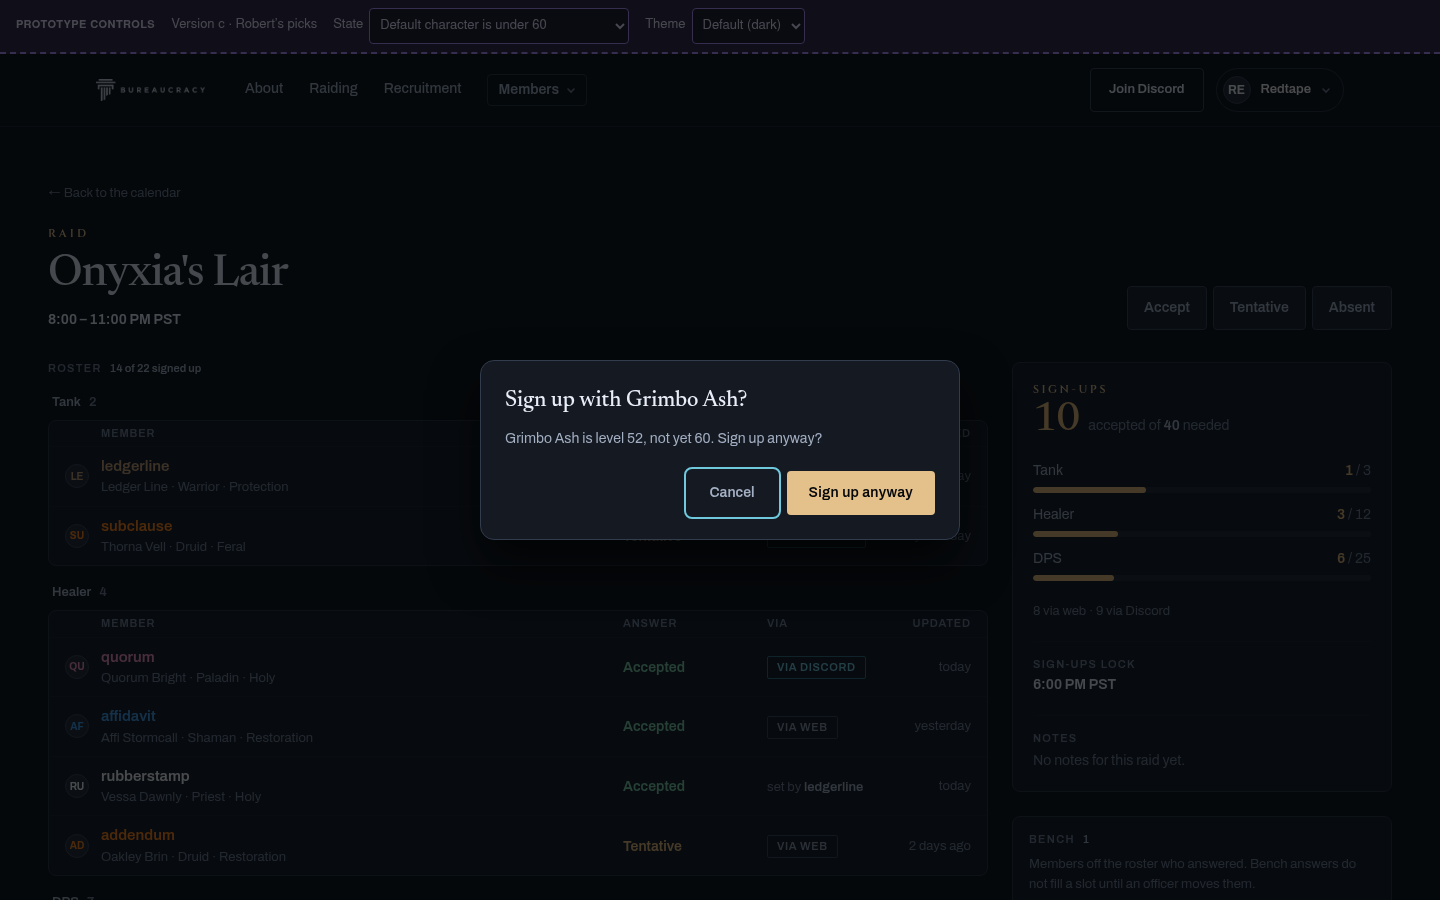 PROTOTYPE CONTROLS Version c · Robert's picks State Default character is under 60 Theme Default (dark)
BUREAUCRACY About Raiding Recruitment Members Join Discord RE Redtape
← Back to the calendar
RAID
Onyxia's Lair
8:00 – 11:00 PM PST
Accept Tentative Absent
ROSTER 14 of 22 signed up
Tank 2
MEMBER
LE ledgerline
Ledger Line · Warrior · Protection
SU subclause
Thorna Vell · Druid · Feral
Sign up with Grimbo Ash?
Grimbo Ash is level 52, not yet 60. Sign up anyway?
Cancel Sign up anyway
Healer 4
MEMBER ANSWER VIA UPDATED
QU quorum
Quorum Bright · Paladin · Holy
Accepted VIA DISCORD today
AF affidavit
Affi Stormcall · Shaman · Restoration
Accepted VIA WEB yesterday
RU rubberstamp
Vessa Dawnly · Priest · Holy
Accepted set by ledgerline today
AD addendum
Oakley Brin · Druid · Restoration
Tentative VIA WEB 2 days ago
SIGN-UPS
10 accepted of 40 needed
Tank 1 / 3
Healer 3 / 12
DPS 6 / 25
8 via web · 9 via Discord
SIGN-UPS LOCK
6:00 PM PST
NOTES
No notes for this raid yet.
BENCH 1
Members off the roster who answered. Bench answers do
not fill a slot until an officer moves them.